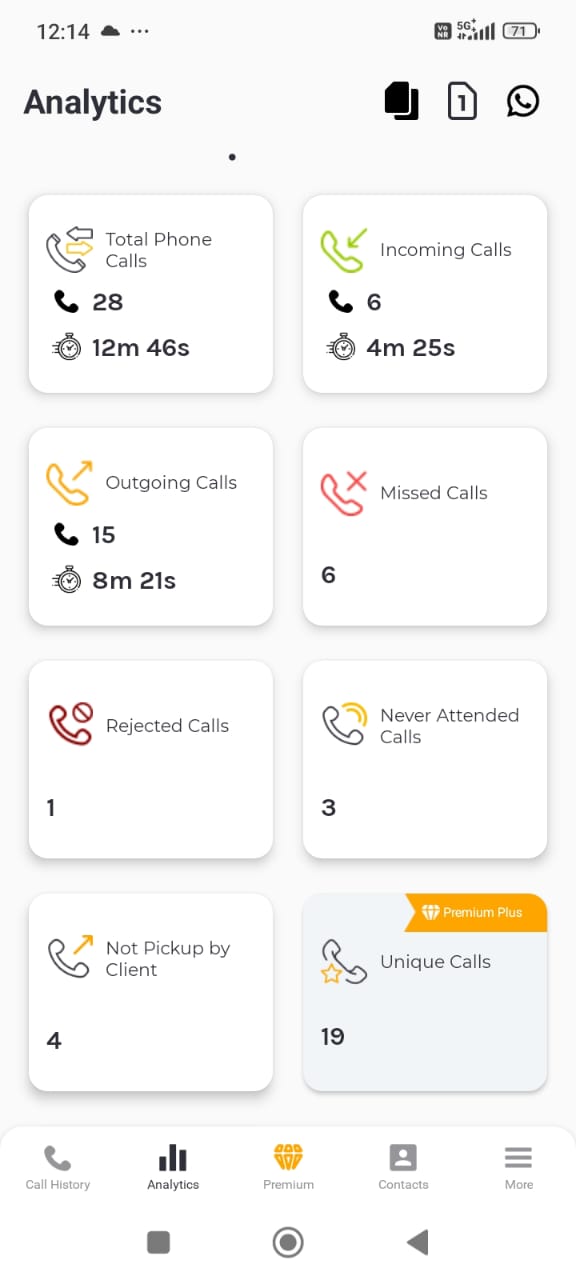 12:14
Vo
NR
5G+
71
Analytics
1
Total Phone
Calls
28
12m 46s
Incoming Calls
6
4m 25s
Outgoing Calls
15
8m 21s
Missed Calls
6
Rejected Calls
1
Never Attended
Calls
3
Not Pickup by
Client
4
Premium Plus
Unique Calls
19
Call History
Analytics
Premium
Contacts
More